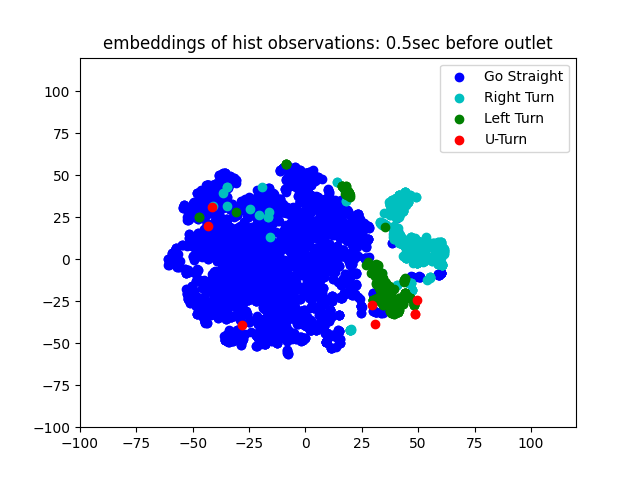 embeddings of hist observations: 0.5sec before outlet
Go Straight
Right Turn
Left Turn
U-Turn
100
75
50
25
0
−25
−50
−75
−100
−100 −75 −50 −25 0 25 50 75 100